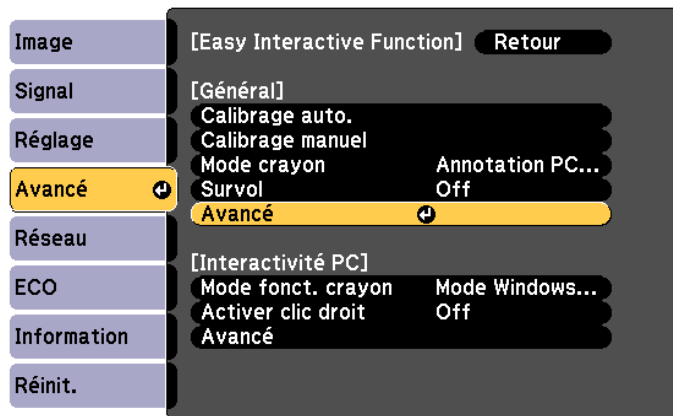 Image
Signal
Réglage
Avancé
Réseau
ECO
Information
Réinit.
[Easy Interactive Function] Retour
[Général]
Calibrage auto.
Calibrage manuel
Mode crayon Annotation PC...
Survol Off
Avancé
[Interactivité PC]
Mode fonct. crayon Mode Windows...
Activer clic droit Off
Avancé